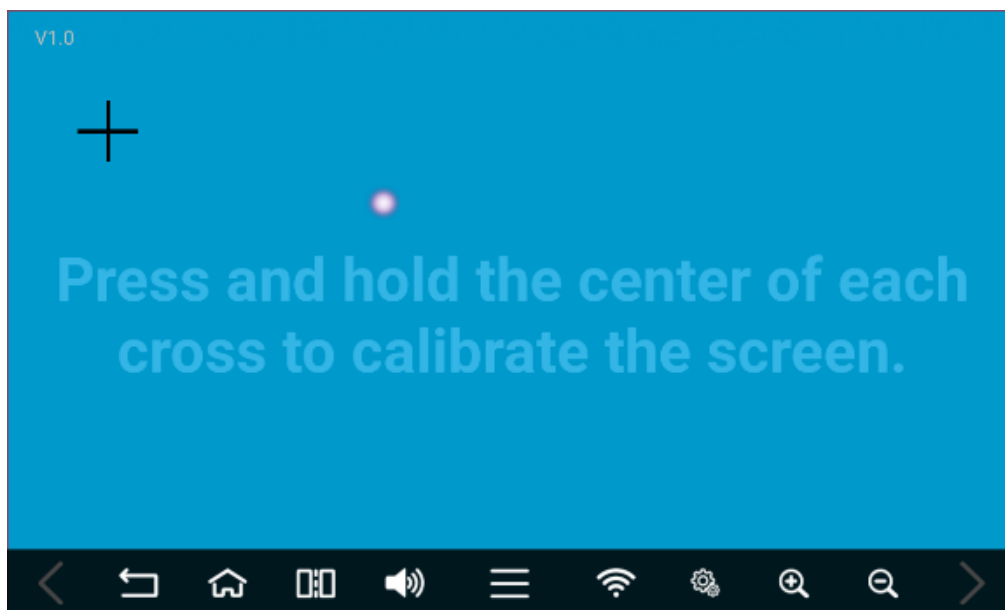 V1.0
Press and hold the center of each
cross to calibrate the screen.